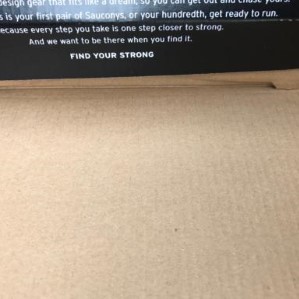 design gear that fits like a dream, so you can get out and chase yours.
is your first pair of Sauconys, or your hundredth, get ready to run.
because every step you take is one step closer to strong.
And we want to be there when you find it.
FIND YOUR STRONG